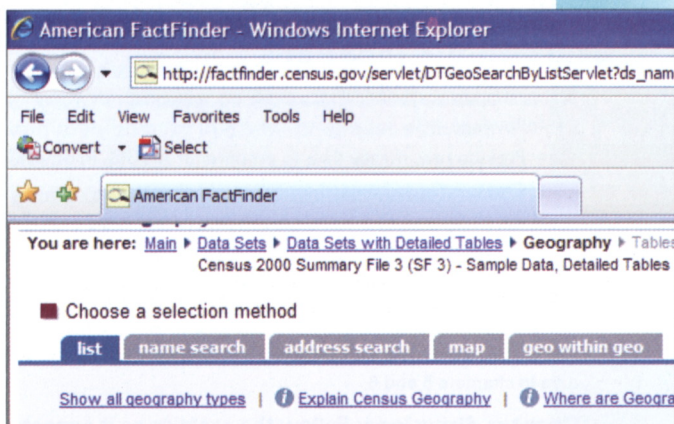 American FactFinder - Windows Internet Explorer
http://factfinder.census.gov/servlet/DTGeoSearchByListServlet?ds_nam
File Edit View Favorites Tools Help
Convert Select
American FactFinder
You are here: Main Data Sets Data Sets with Detailed Tables Geography Tables
Census 2000 Summary File 3 (SF 3) - Sample Data, Detailed Tables
Choose a selection method
list name search address search map geo within geo
Show all geography types | Explain Census Geography | Where are Geogra